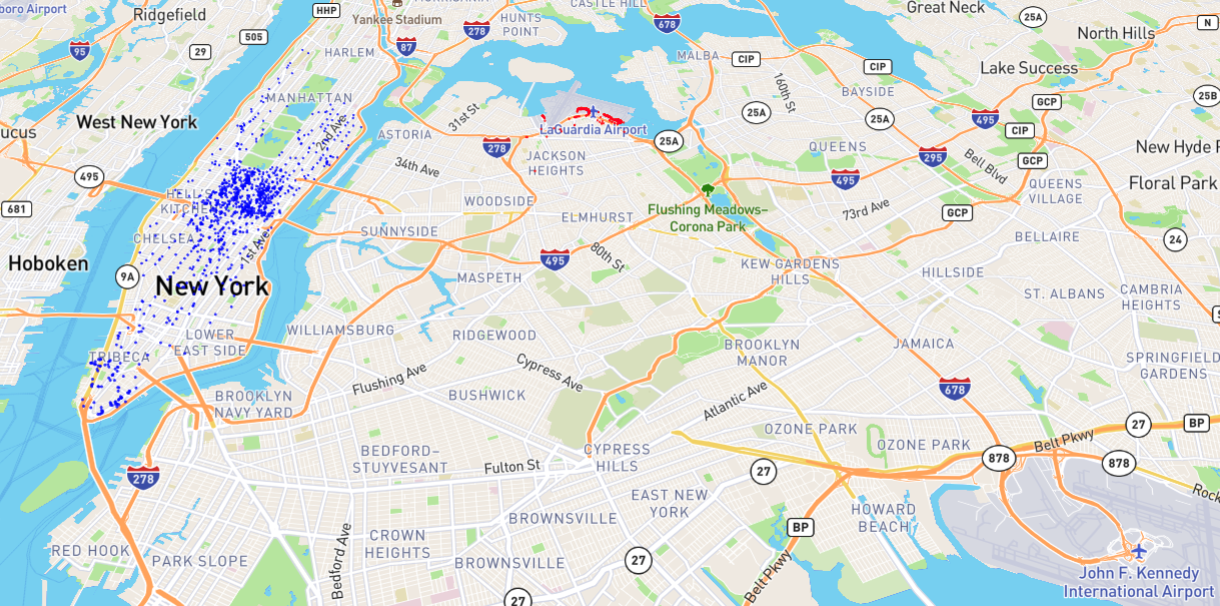 boro Airport
Ridgefield
HHP
Yankee Stadium
HUNTS
POINT
CASTLE HILL
678
Great Neck
25A
N
North Hills
95
505
29
87
278
HARLEM
MALBA
CIP
CIP
Lake Success
BAYSIDE
160th St
GCP
25B
MANHATTAN
31st St
25A
25A
495
CIP
West New York
ucus
2nd Ave
ASTORIA
LaGuardia Airport
278
25A
JACKSON
HEIGHTS
QUEENS
295
New Hyde P
Bell Blvd
GCP
34th Ave
495
495
QUEENS
VILLAGE
Floral Park
681
HELL'S
KITCHE
WOODSIDE
ELMHURST
Flushing Meadows–
Corona Park
73rd Ave
GCP
CHELSEA
1st Ave
SUNNYSIDE
BELLAIRE
24
Hoboken
9A
New York
495
80th St
MASPETH
KEW GARDENS
HILLS
HILLSIDE
ST. ALBANS
CAMBRIA
HEIGHTS
S
LOWER
EAST SIDE
WILLIAMSBURG
RIDGEWOOD
TRIBECA
BROOKLYN
MANOR
JAMAICA
SPRINGFIELD
GARDENS
Flushing Ave
Cypress Ave
BUSHWICK
BROOKLYN
NAVY YARD
Atlantic Ave
678
OZONE PARK
OZONE PARK
27
BP
Belt Pkwy
BEDFORD–
STUYVESANT
Fulton St
CYPRESS
HILLS
27
878
878
278
Rock
EAST NEW
YORK
HOWARD
BEACH
BROWNSVILLE
BP
CROWN
HEIGHTS
RED HOOK
PARK SLOPE
Bedford Ave
BROWNSVILLE
27
Belt Pkwy
27
John F. Kennedy
International Airport